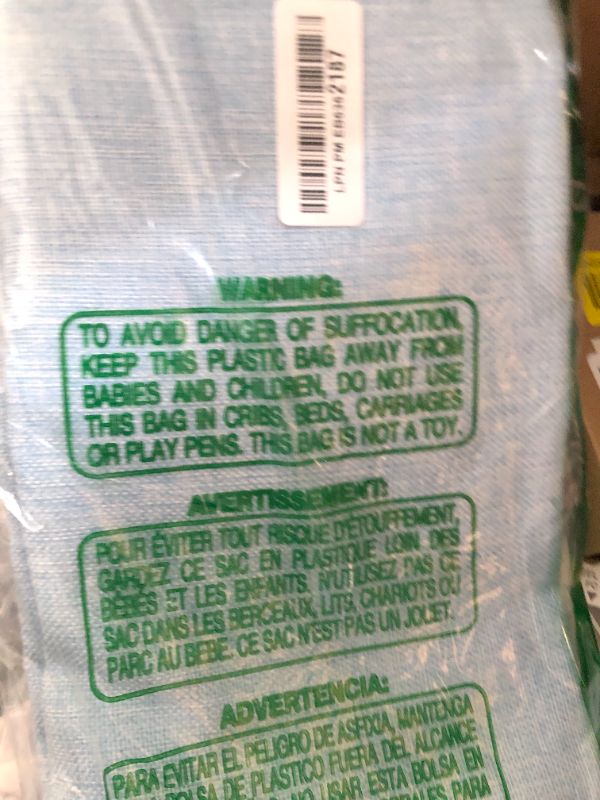 LPN PM 2187
WARNING:
TO AVOID DANGER OF SUFFOCATION,
KEEP THIS PLASTIC BAG AWAY FROM
BABIES AND CHILDREN, DO NOT USE
THIS BAG IN CRIBS, BEDS, CARRIAGES
OR PLAY PENS. THIS BAG IS NOT A TOY.
AVERTISSEMENT:
POUR ÉVITER TOUT RISQUE D'ÉTOUFFEMENT,
GARDEZ CE SAC EN PLASTIQUE LOIN DES
BÉBÉS ET LES ENFANTS. N'UTILISEZ PAS CE
SAC DANS LES BERCEAUX, LITS, CHARIOTS OU
PARC AU BEBE. CE SAC N'EST PAS UN JOUET.
ADVERTENCIA:
PARA EVITAR EL PELIGRO DE ASFIXIA, MANTENGA
BOLSA DE PLASTICO FUERA DEL ALCANCE
NO USAR ESTA BOLSA EN
PARA